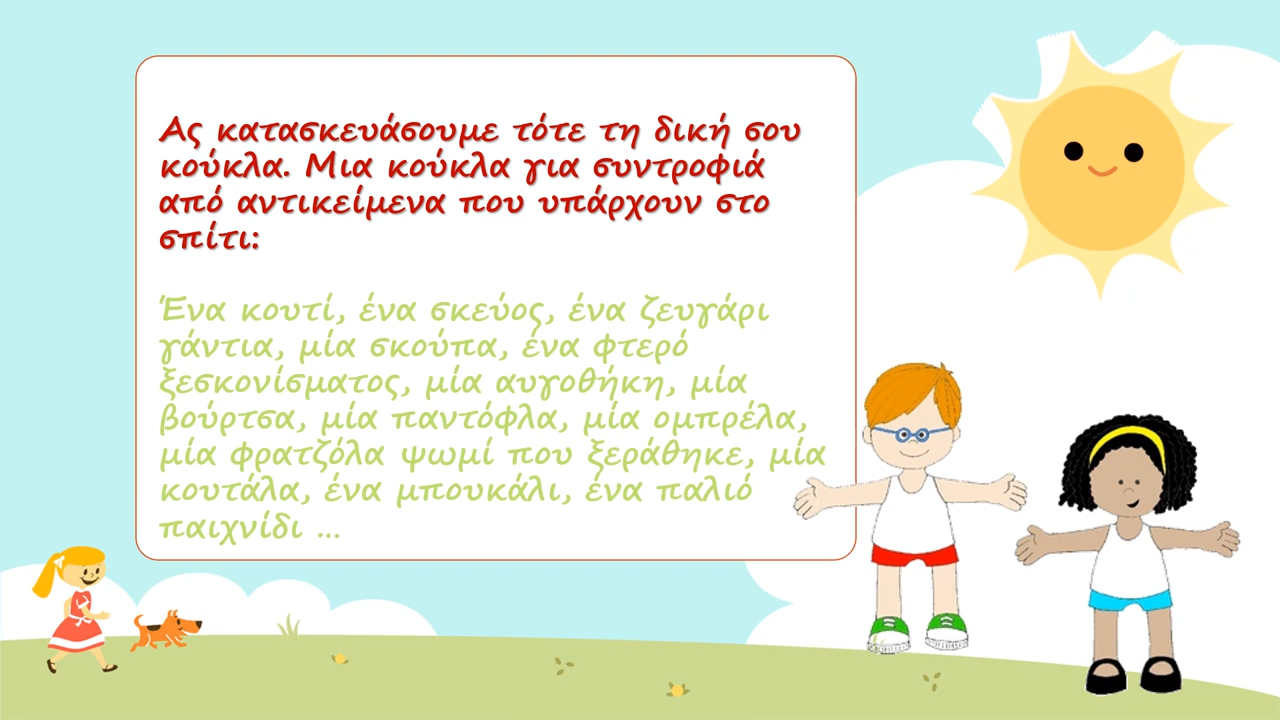 Ας κατασκευάσουμε τότε τη δική σου
κούκλα. Μια κούκλα για συντροφιά
από αντικείμενα που υπάρχουν στο
σπίτι:
Ένα κουτί, ένα σκεύος, ένα ζευγάρι
γάντια, μία σκούπα, ένα φτερό
ξεσκονίσματος, μία αυγοθήκη, μία
βούρτσα, μία παντόφλα, μία ομπρέλα,
μία φρατζόλα ψωμί που ξεράθηκε, μία
κουτάλα, ένα μπουκάλι, ένα παλιό
παιχνίδι ...